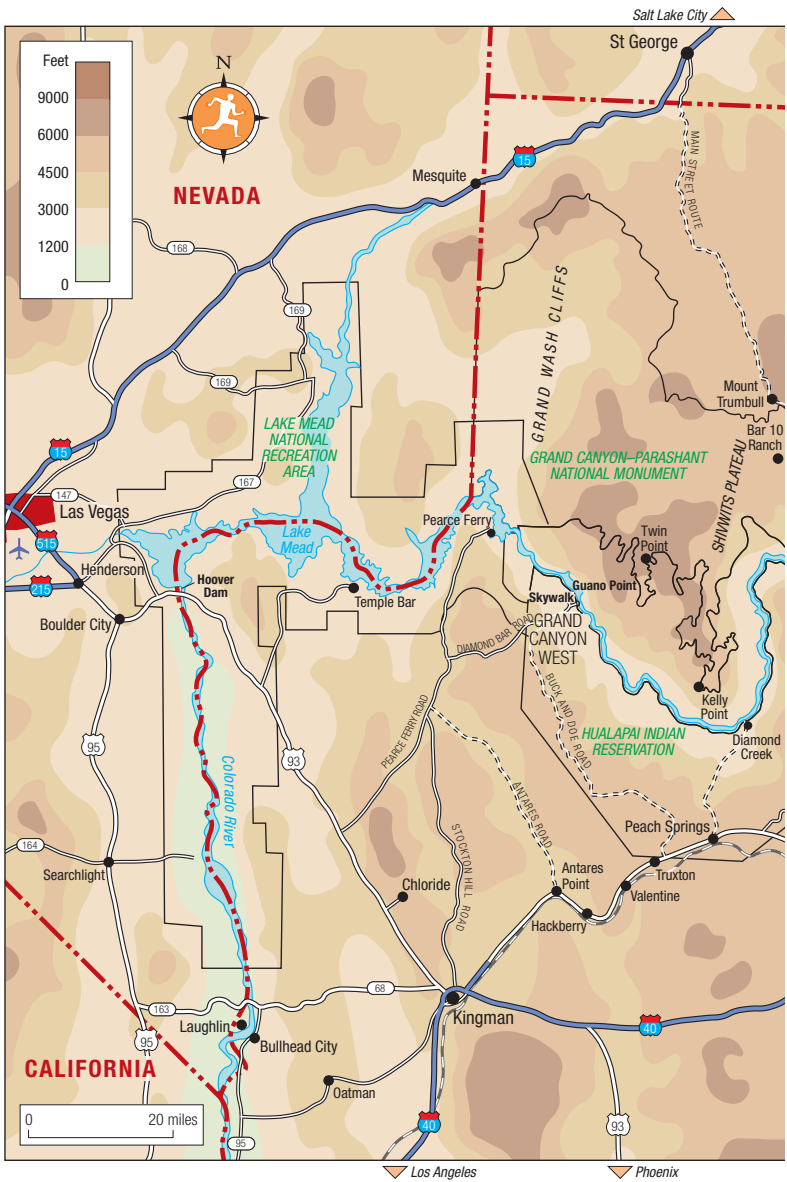 Salt Lake City
St George
Feet
9000
6000
4500
3000
1200
0
N
NEVADA
15
Mesquite
MAIN STREET ROUTE
168
169
169
GRAND WASH CLIFFS
Mount
Trumbull
Bar 10
Ranch
LAKE MEAD
NATIONAL
RECREATION
AREA
GRAND CANYON–PARASHANT
NATIONAL MONUMENT
SHIVWITS PLATEAU
15
147
167
Las Vegas
515
215
Henderson
Boulder City
Hoover
Dam
Lake
Mead
Pearce Ferry
Temple Bar
Twin
Point
Guano Point
Skywalk
GRAND
CANYON
WEST
DIAMOND BAR ROAD
Kelly
Point
Diamond
Creek
HUALAPAI INDIAN
RESERVATION
BUCK AND DOE ROAD
PEARCE FERRY ROAD
ANTARES ROAD
STOCKTON HILL ROAD
95
93
Colorado River
164
Searchlight
Peach Springs
Truxton
Valentine
Antares
Point
Hackberry
Chloride
163
68
Kingman
40
Laughlin
Bullhead City
95
CALIFORNIA
Oatman
0 20 miles
95
40
93
Los Angeles
Phoenix